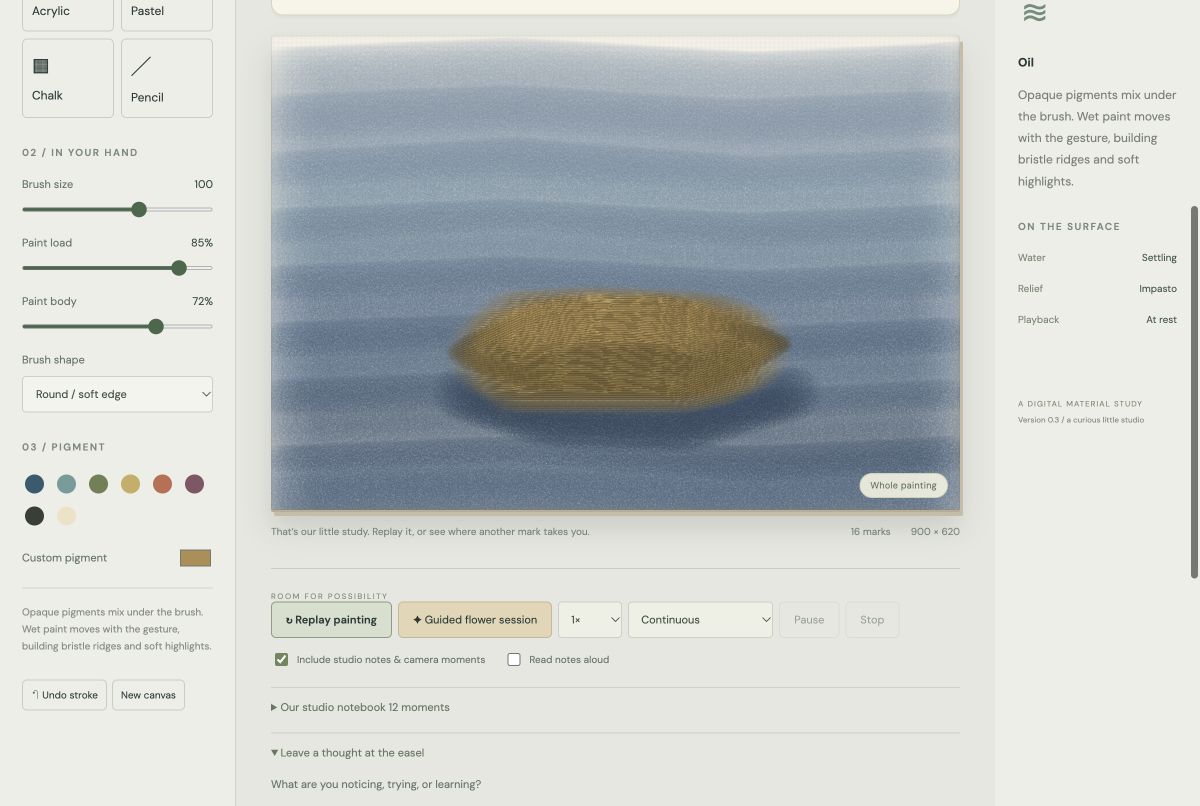 Acrylic
Pastel
Chalk
Pencil
02 / IN YOUR HAND
Brush size 100
Paint load 85%
Paint body 72%
Brush shape
Round / soft edge
03 / PIGMENT
Custom pigment
Opaque pigments mix under the brush.
Wet paint moves with the gesture,
building bristle ridges and soft highlights.
Undo stroke
New canvas
Whole painting
That's our little study. Replay it, or see where another mark takes you.
16 marks 900 × 620
ROOM FOR POSSIBILITY
↻ Replay painting
✦ Guided flower session
1×
Continuous
Pause
Stop
Include studio notes & camera moments
Read notes aloud
Our studio notebook 12 moments
Leave a thought at the easel
What are you noticing, trying, or learning?
Oil
Opaque pigments mix under
the brush. Wet paint moves
with the gesture, building
bristle ridges and soft
highlights.
ON THE SURFACE
Water Settling
Relief Impasto
Playback At rest
A DIGITAL MATERIAL STUDY
Version 0.3 / a curious little studio